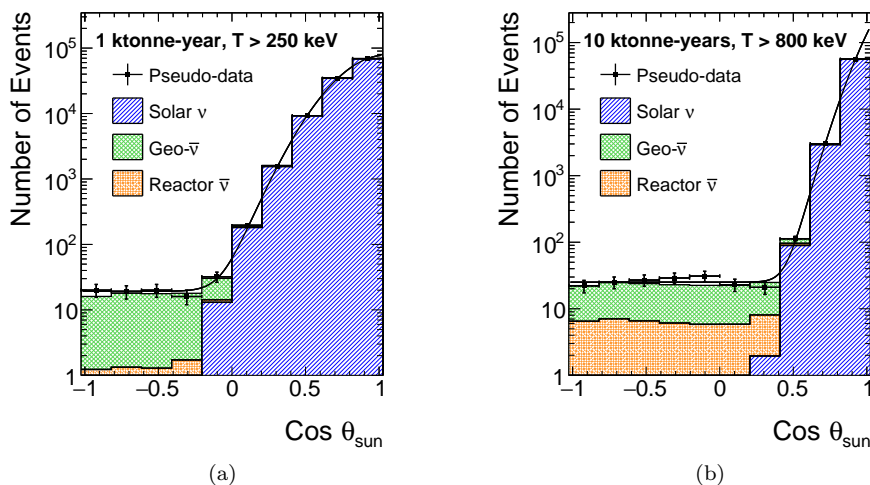 1 ktonne-year, T > 250 keV
Pseudo-data
Solar ν
Geo-ν̅
Reactor ν̅
Number of Events
10⁵
10⁴
10³
10²
10
1
−1 −0.5 0 0.5 1
Cos θsun
(a)
10 ktonne-years, T > 800 keV
Pseudo-data
Solar ν
Geo-ν̅
Reactor ν̅
Number of Events
10⁵
10⁴
10³
10²
10
1
−1 −0.5 0 0.5 1
Cos θsun
(b)